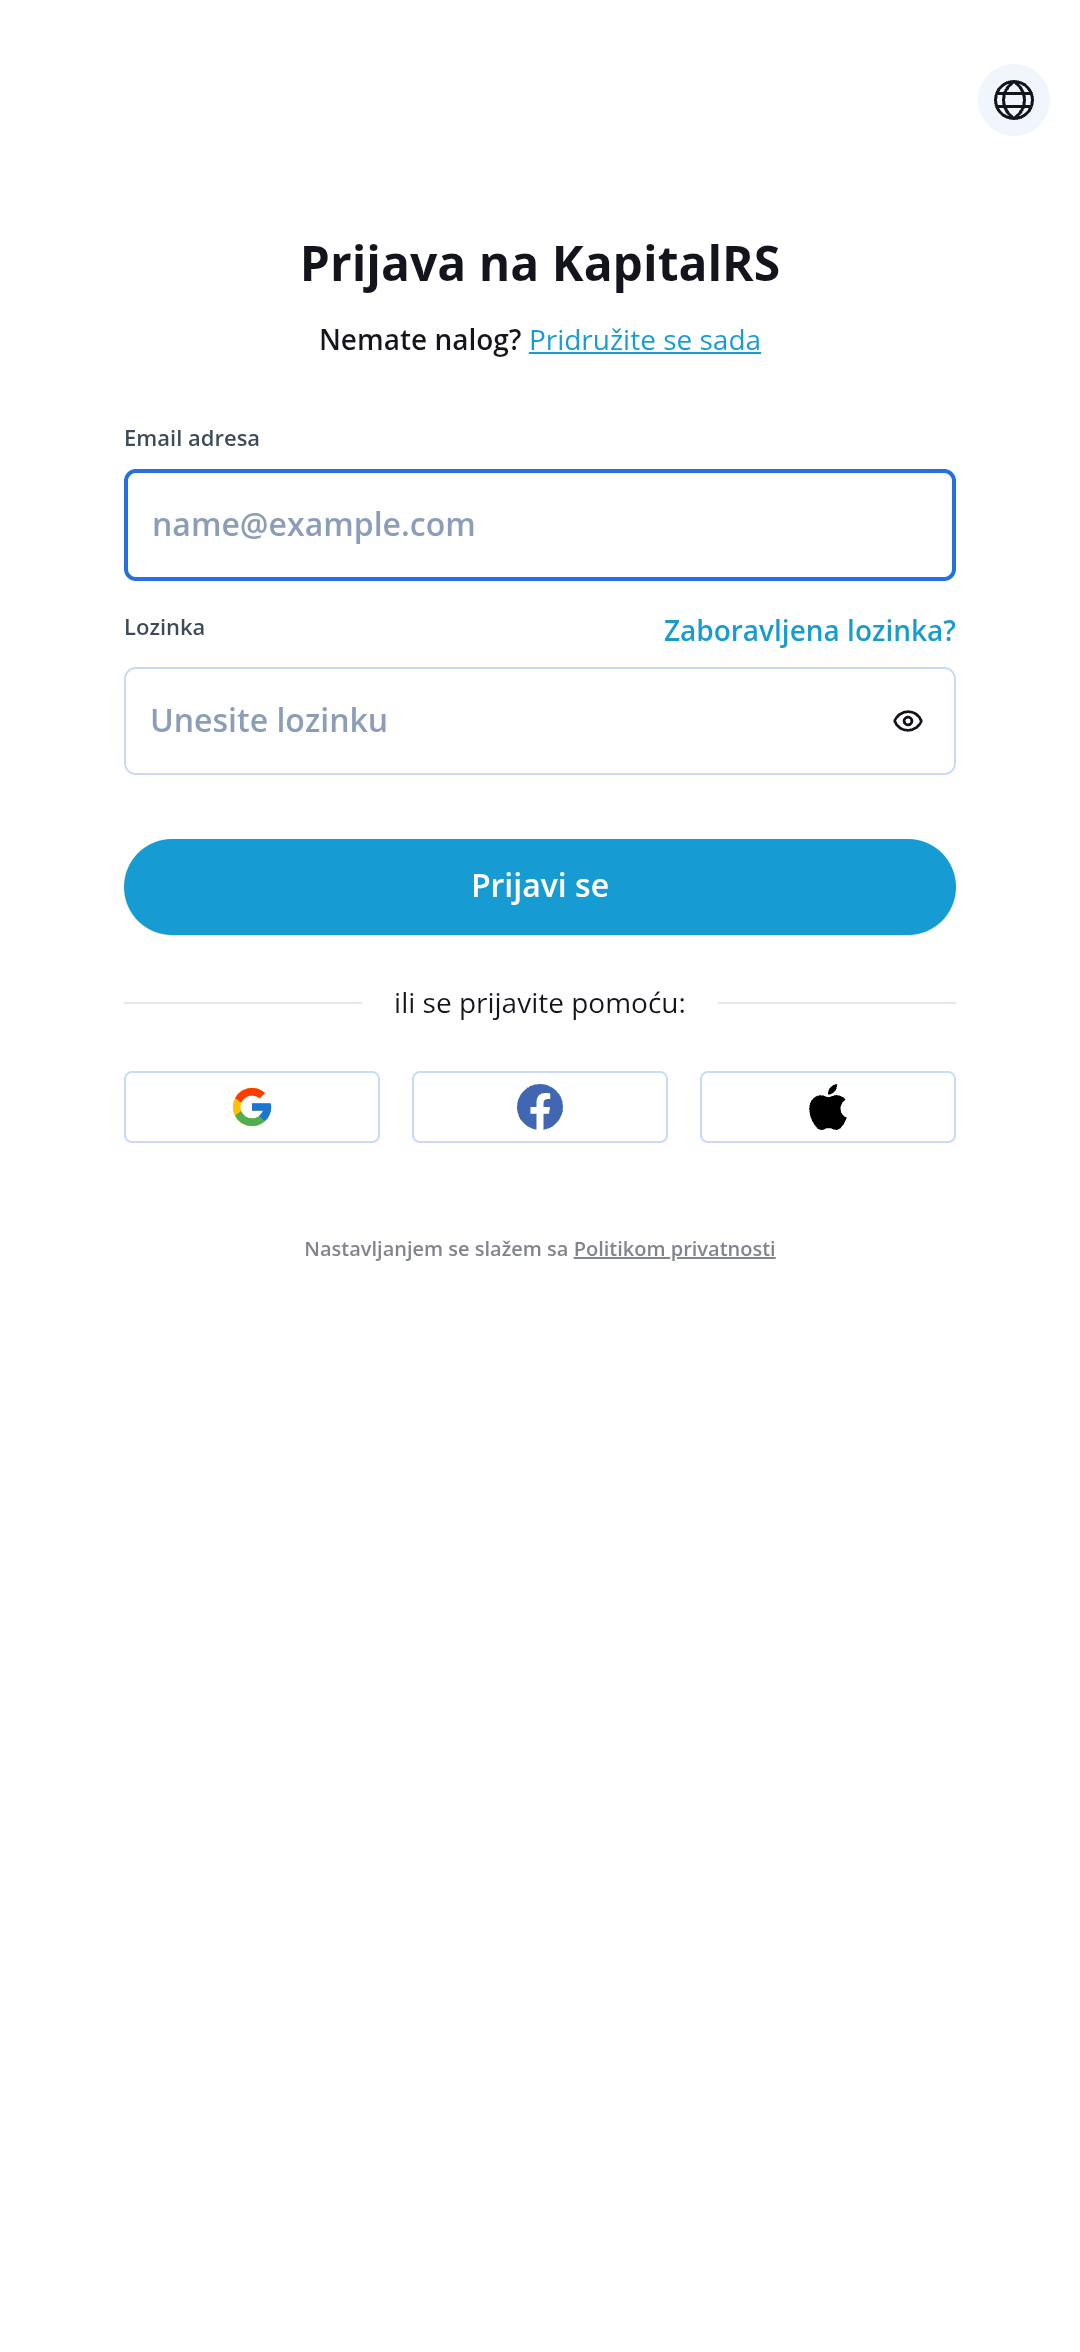 Prijava na KapitalRS
Nemate nalog? Pridružite se sada
Email adresa
name@example.com
Lozinka
Zaboravljena lozinka?
Unesite lozinku
Prijavi se
ili se prijavite pomoću:
Nastavljanjem se slažem sa Politikom privatnosti